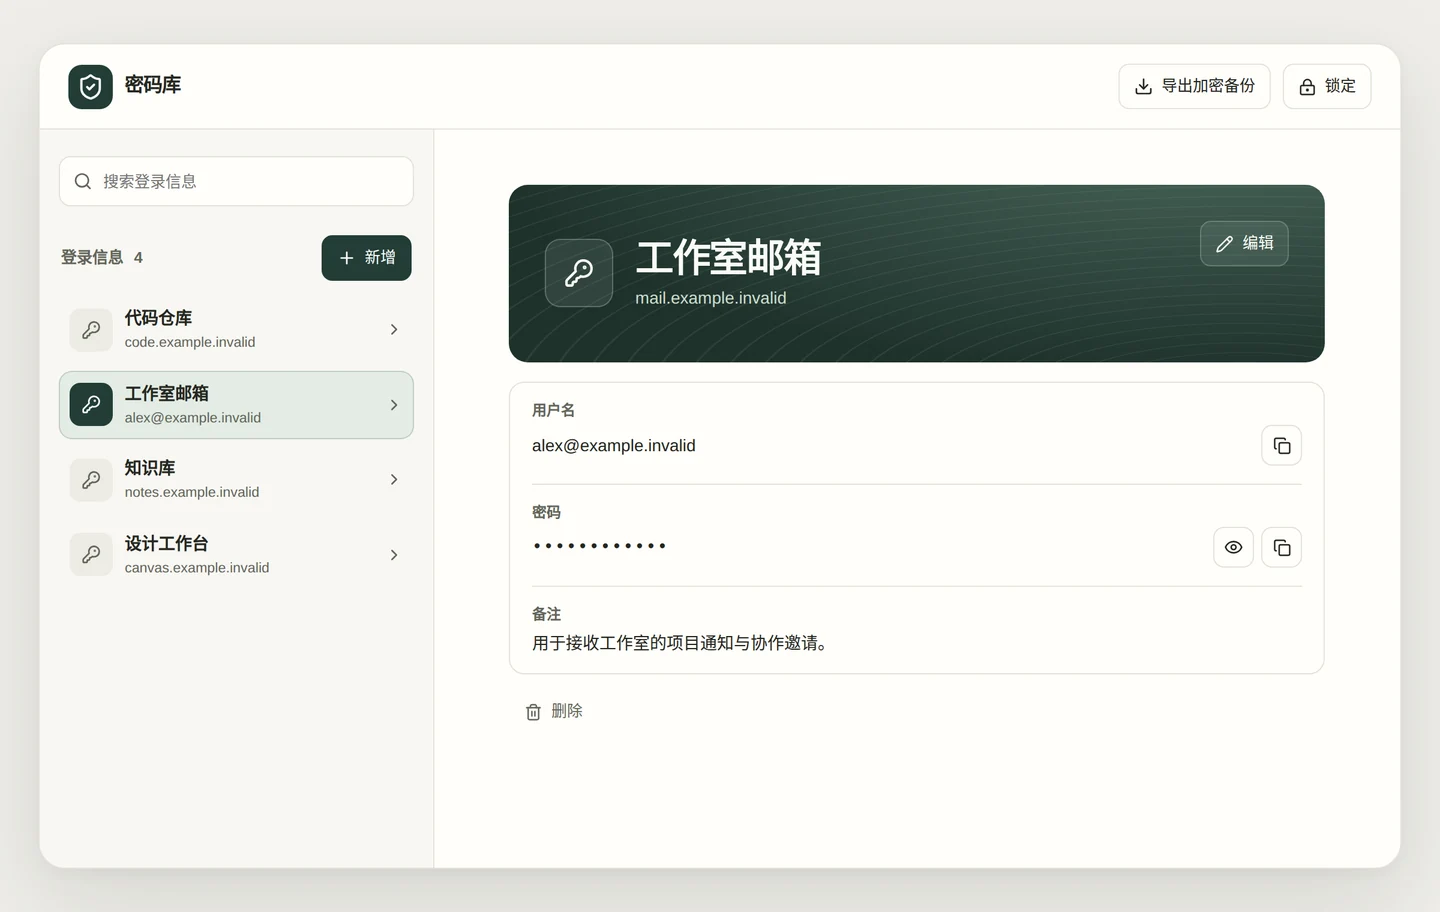 密码库
导出加密备份
锁定
搜索登录信息
登录信息 4
新增
代码仓库
code.example.invalid
工作室邮箱
alex@example.invalid
知识库
notes.example.invalid
设计工作台
canvas.example.invalid
工作室邮箱
mail.example.invalid
编辑
用户名
alex@example.invalid
密码
••••••••••••
备注
用于接收工作室的项目通知与协作邀请。
删除